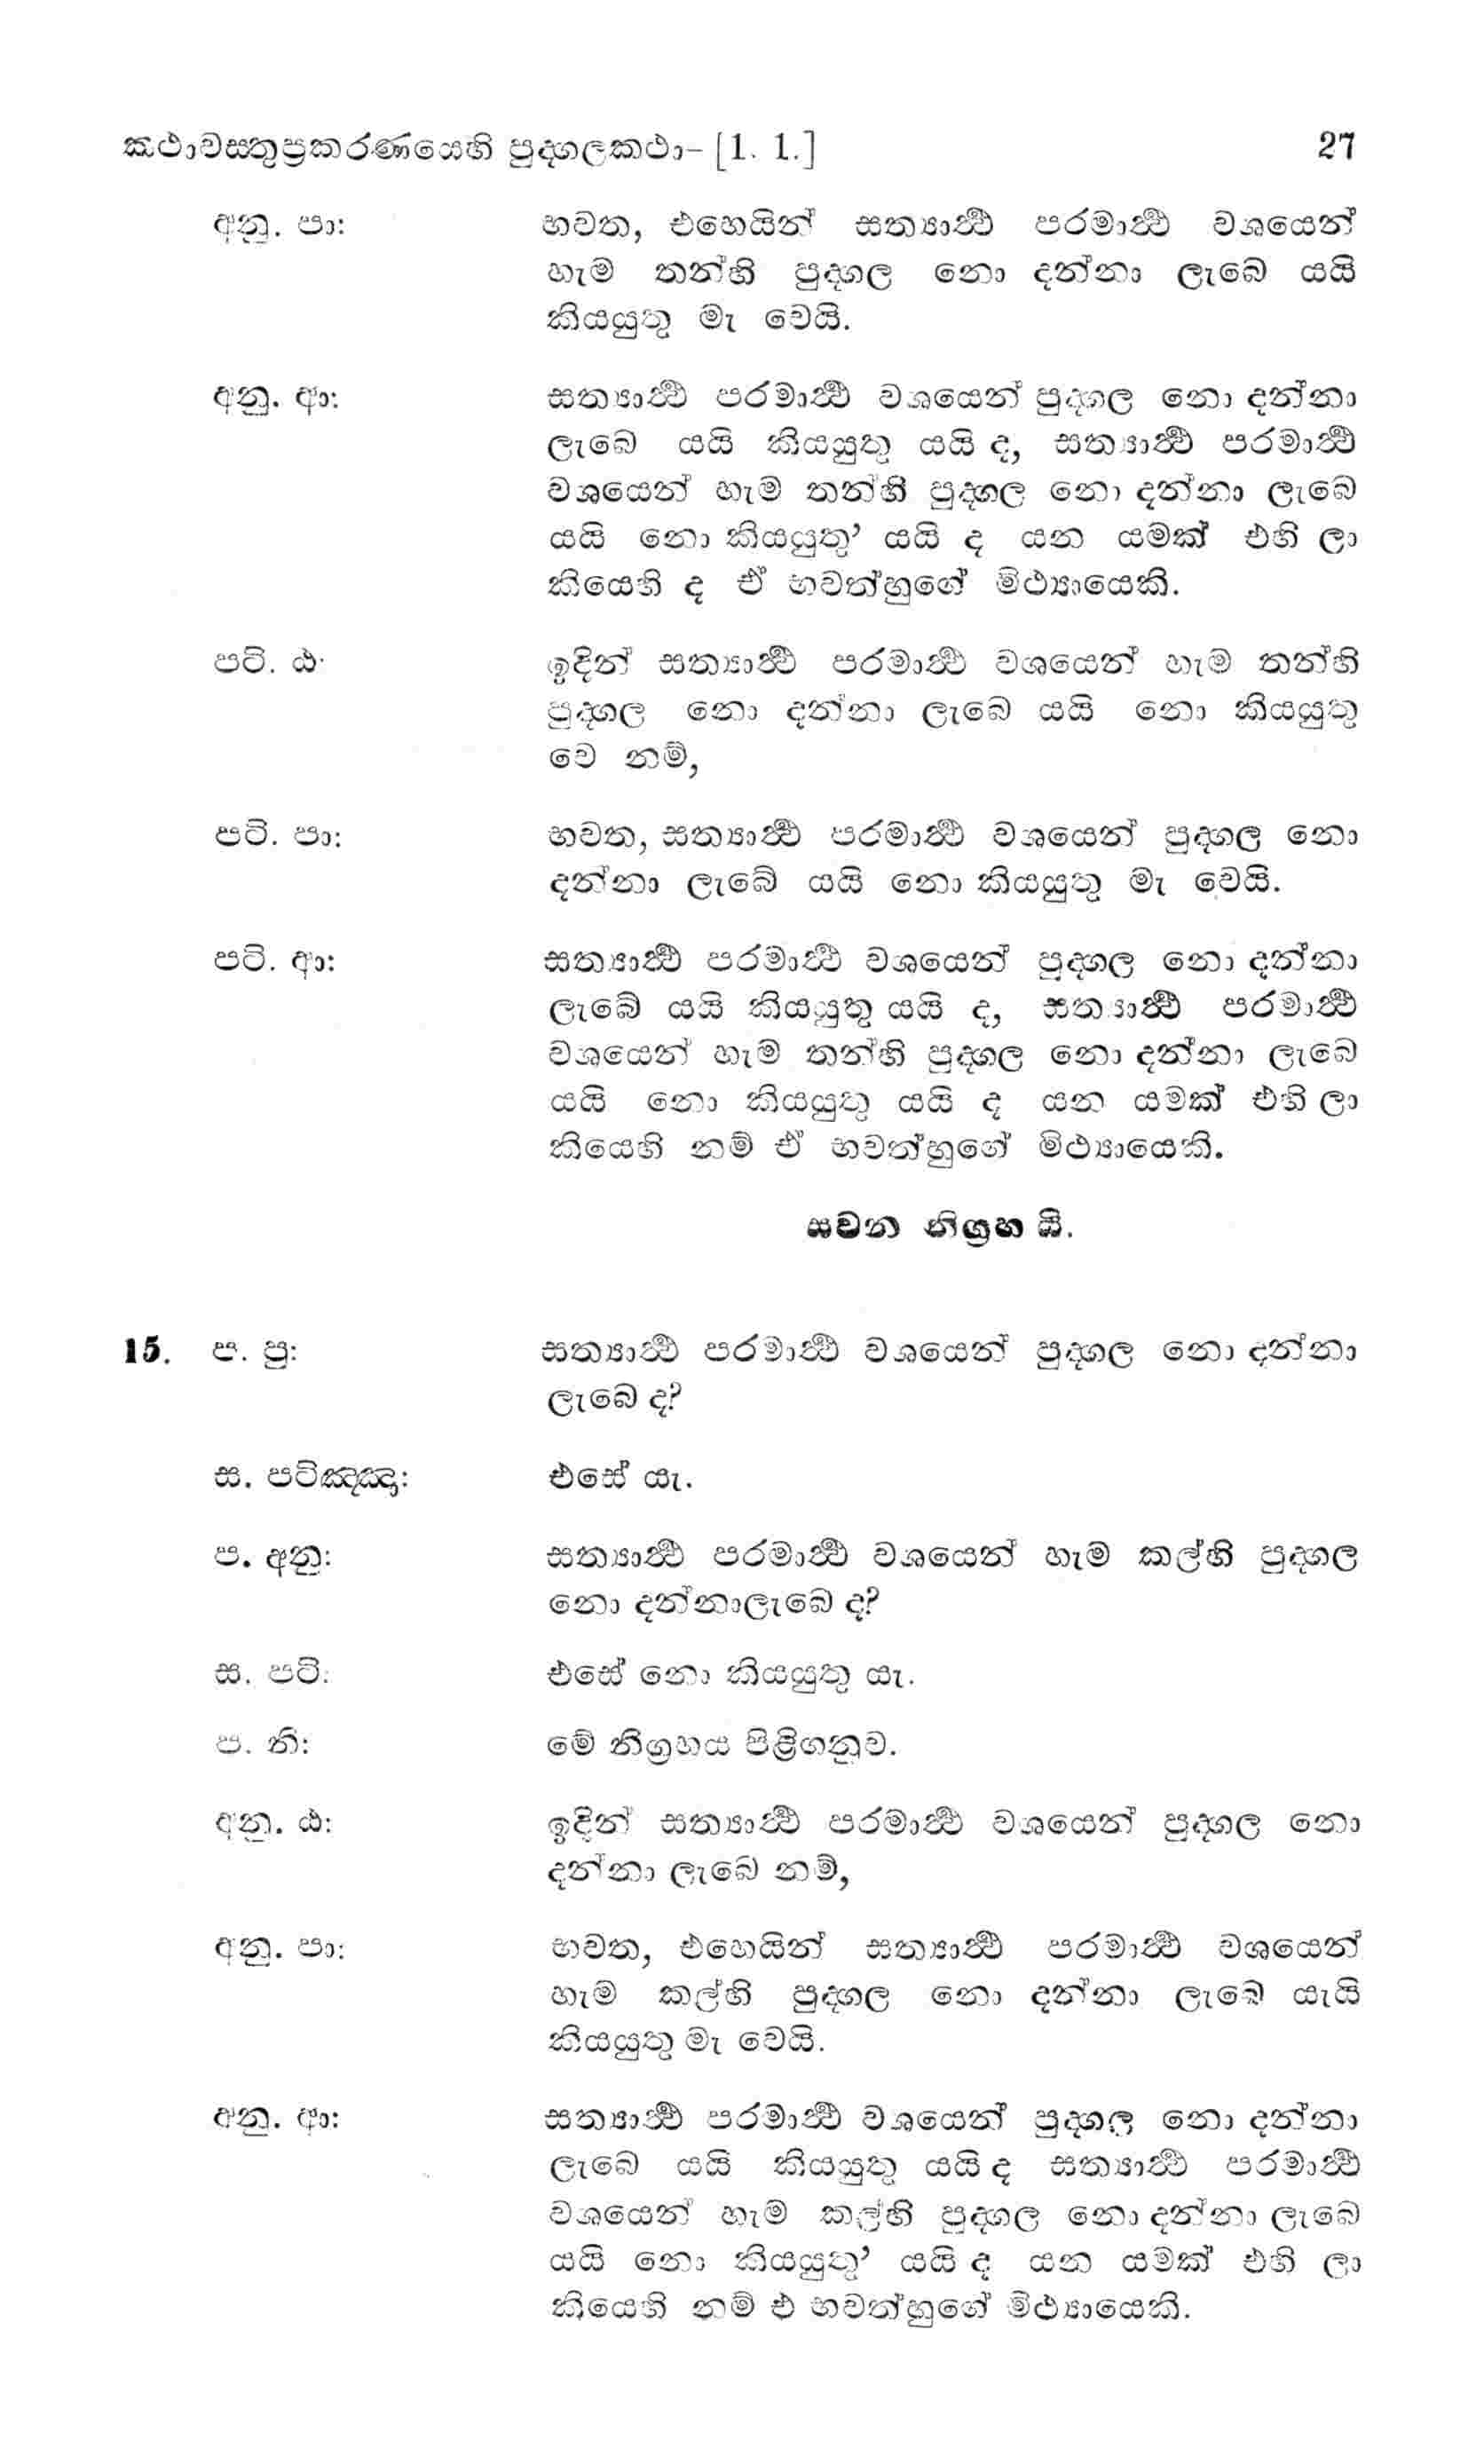 කථාවස්තුප්‍රකරණයෙහි පුද්ගලකථා– [1. 1.] 27
අනු. පා: භවත, එහෙයින් සත්‍යාර්‍ථ පරමාර්‍ථ වශයෙන්
හැම තන්හි පුද්ගල නො දන්නා ලැබෙ යයි
කියයුතු මැ වෙයි.
අනු. ආ: සත්‍යාර්‍ථ පරමාර්‍ථ වශයෙන් පුද්ගල නො දන්නා
ලැබෙ යයි කියයුතු යයි ද, සත්‍යාර්‍ථ පරමාර්‍ථ
වශයෙන් හැම තන්හි පුද්ගල නො දන්නා ලැබෙ
යයි නො කියයුතු’ යයි ද යන යමක් එහි ලා
කියෙහි ද ඒ භවත්හුගේ මිථ්‍යායෙකි.
පටි. ඨ: ඉදින් සත්‍යාර්‍ථ පරමාර්‍ථ වශයෙන් හැම තන්හි
පුද්ගල නො දන්නා ලැබෙ යයි නො කියයුතු
වෙ නම්,
පටි. පා: භවත, සත්‍යාර්‍ථ පරමාර්‍ථ වශයෙන් පුද්ගල නො
දන්නා ලැබේ යයි නො කියයුතු මැ වෙයි.
පටි. ආ: සත්‍යාර්‍ථ පරමාර්‍ථ වශයෙන් පුද්ගල නො දන්නා
ලැබේ යයි කියයුතු යයි ද, සත්‍යාර්‍ථ පරමාර්‍ථ
වශයෙන් හැම තන්හි පුද්ගල නො දන්නා ලැබෙ
යයි නො කියයුතු යයි ද යන යමක් එහි ලා
කියෙහි නම් ඒ භවත්හුගේ මිථ්‍යායෙකි.
සවන නිග්‍රහ යි.
15. ප. පු: සත්‍යාර්‍ථ පරමාර්‍ථ වශයෙන් පුද්ගල නො දන්නා
ලැබෙ ද?
ස. පටිඤ්ඤා: එසේ යැ.
ප. අනු: සත්‍යාර්‍ථ පරමාර්‍ථ වශයෙන් හැම කල්හි පුද්ගල
නො දන්නාලැබෙ ද?
ස. පටි: එසේ නො කියයුතු යැ.
ප. නි: මේ නිග්‍රහය පිළිගනුව.
අනු. ඨ: ඉදින් සත්‍යාර්‍ථ පරමාර්‍ථ වශයෙන් පුද්ගල නො
දන්නා ලැබෙ නම්,
අනු. පා: භවත, එහෙයින් සත්‍යාර්‍ථ පරමාර්‍ථ වශයෙන්
හැම කල්හි පුද්ගල නො දන්නා ලැබෙ යැයි
කියයුතු මැ වෙයි.
අනු. ආ: සත්‍යාර්‍ථ පරමාර්‍ථ වශයෙන් පුද්ගල නො දන්නා
ලැබෙ යයි කියයුතු යයි ද සත්‍යාර්‍ථ පරමාර්‍ථ
වශයෙන් හැම කල්හි පුද්ගල නො දන්නා ලැබෙ
යයි නො කියයුතු’ යයි ද යන යමක් එහි ලා
කියෙහි නම් එ භවත්හුගේ මිථ්‍යායෙකි.